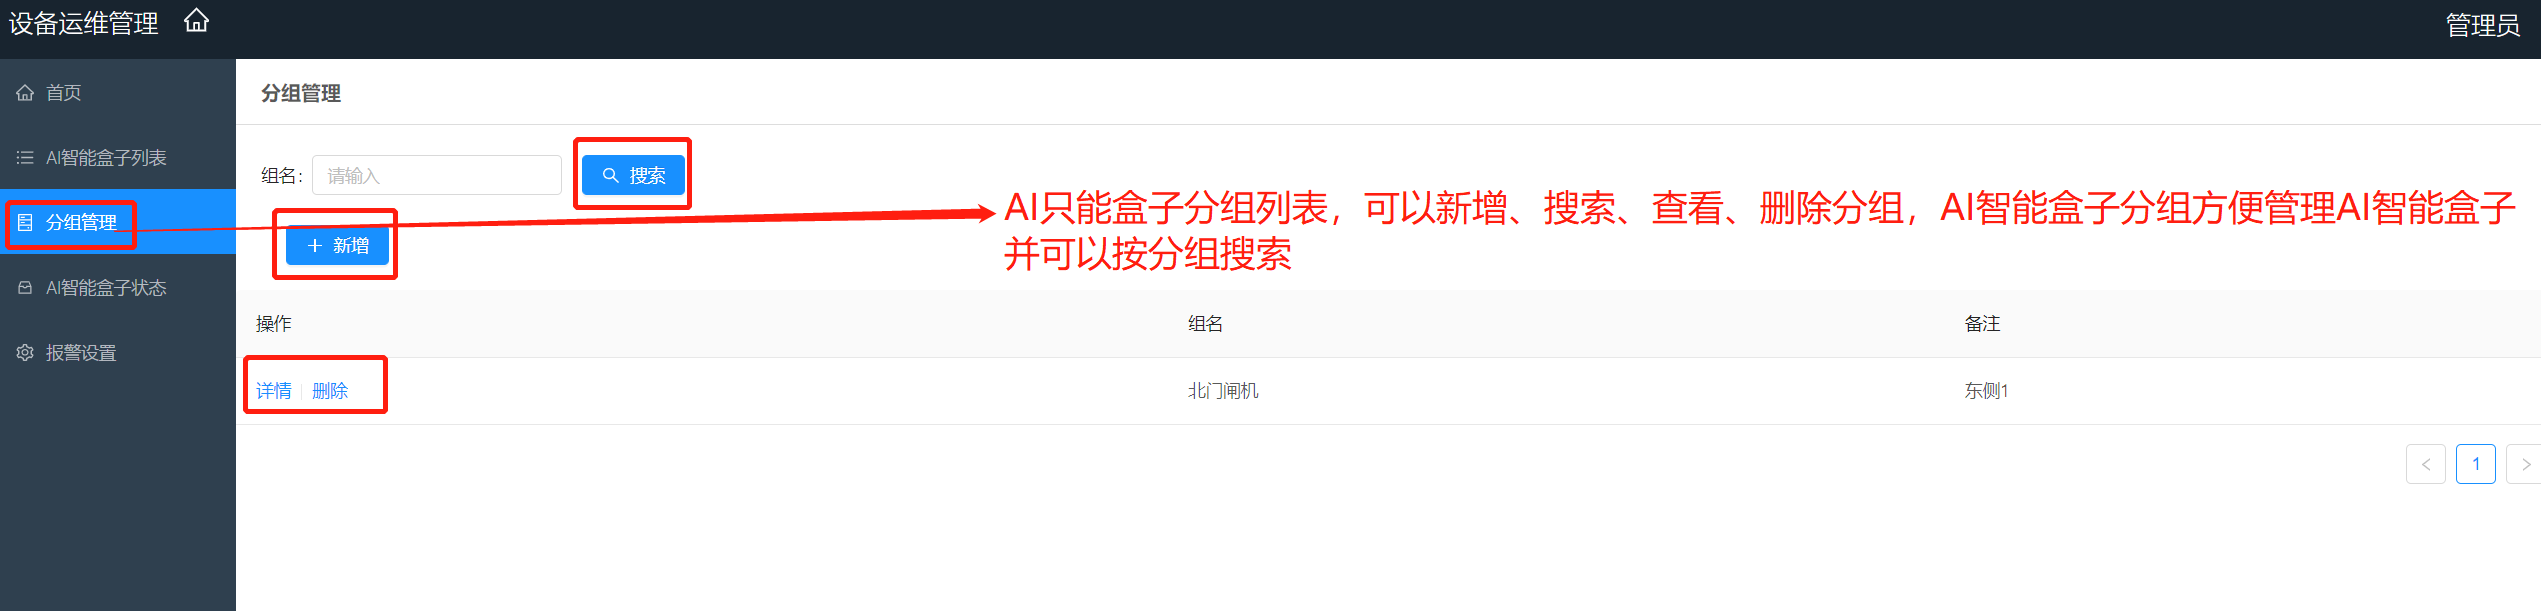 设备运维管理
管理员
首页
AI智能盒子列表
分组管理
AI智能盒子状态
报警设置
分组管理
组名:
请输入
搜索
新增
AI只能盒子分组列表，可以新增、搜索、查看、删除分组，AI智能盒子分组方便管理AI智能盒子
并可以按分组搜索
操作 组名 备注
详情 删除 北门闸机 东侧1
1